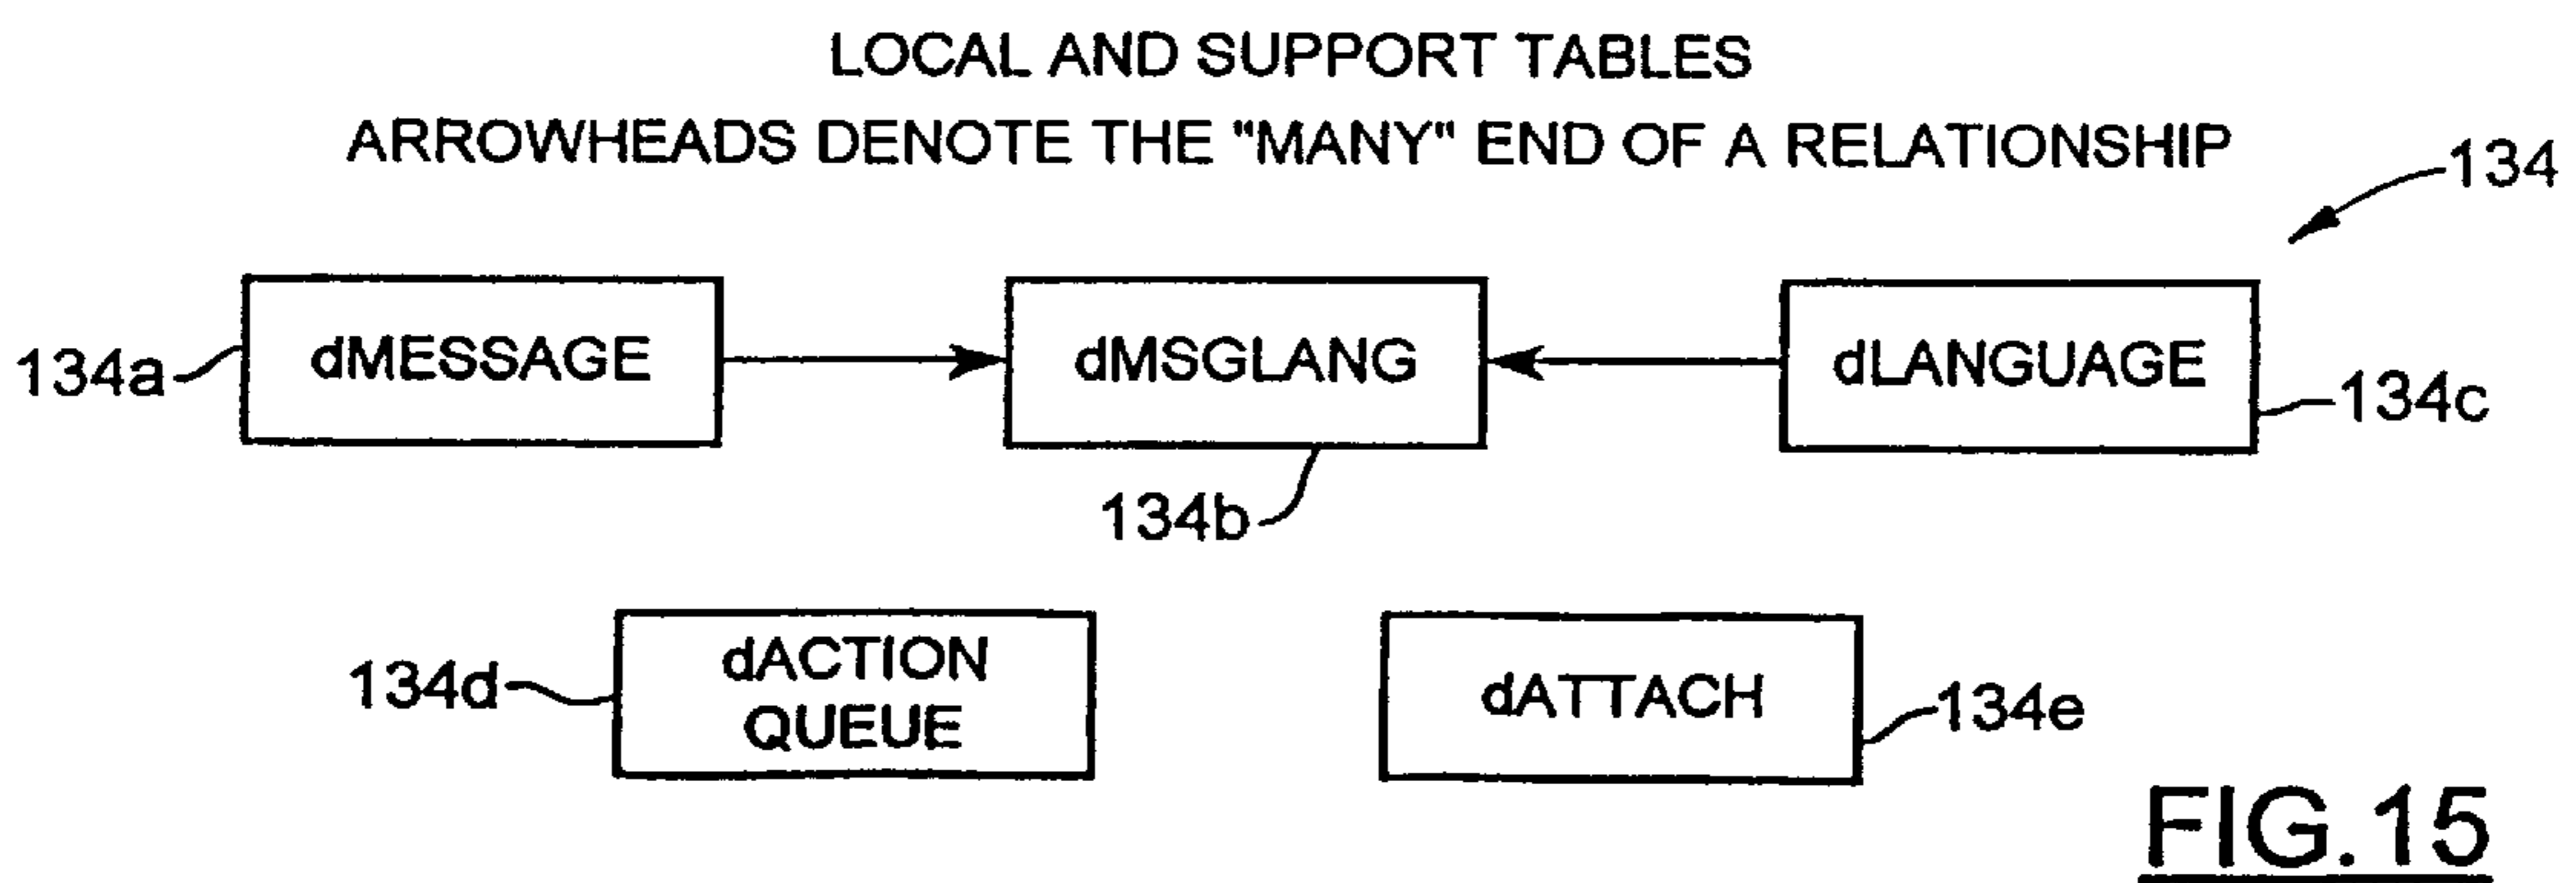 LOCAL AND SUPPORT TABLES
ARROWHEADS DENOTE THE "MANY" END OF A RELATIONSHIP
134
dMESSAGE
dMSGLANG
dLANGUAGE
134a
134c
134b
dACTION
QUEUE
dATTACH
134d
134e
FIG.15